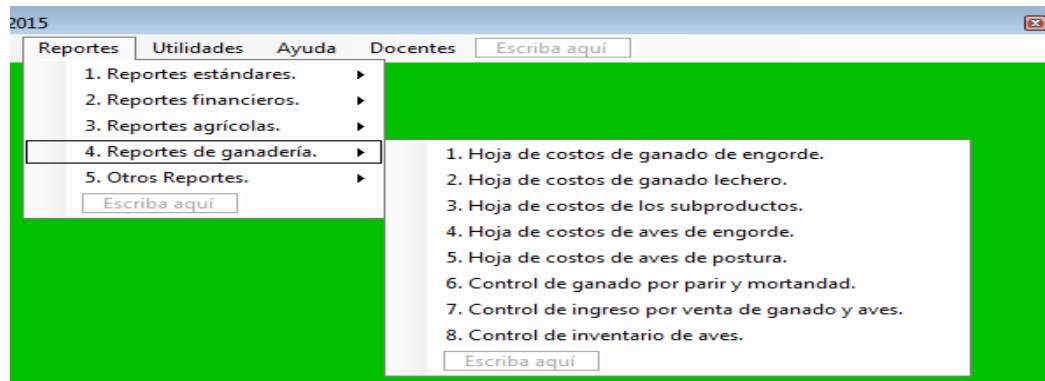 2015
Reportes Utilidades Ayuda Docentes Escriba aquí
1. Reportes estándares.
2. Reportes financieros.
3. Reportes agrícolas.
4. Reportes de ganadería.
5. Otros Reportes.
Escriba aquí
1. Hoja de costos de ganado de engorde.
2. Hoja de costos de ganado lechero.
3. Hoja de costos de los subproductos.
4. Hoja de costos de aves de engorde.
5. Hoja de costos de aves de postura.
6. Control de ganado por parir y mortandad.
7. Control de ingreso por venta de ganado y aves.
8. Control de inventario de aves.
Escriba aquí